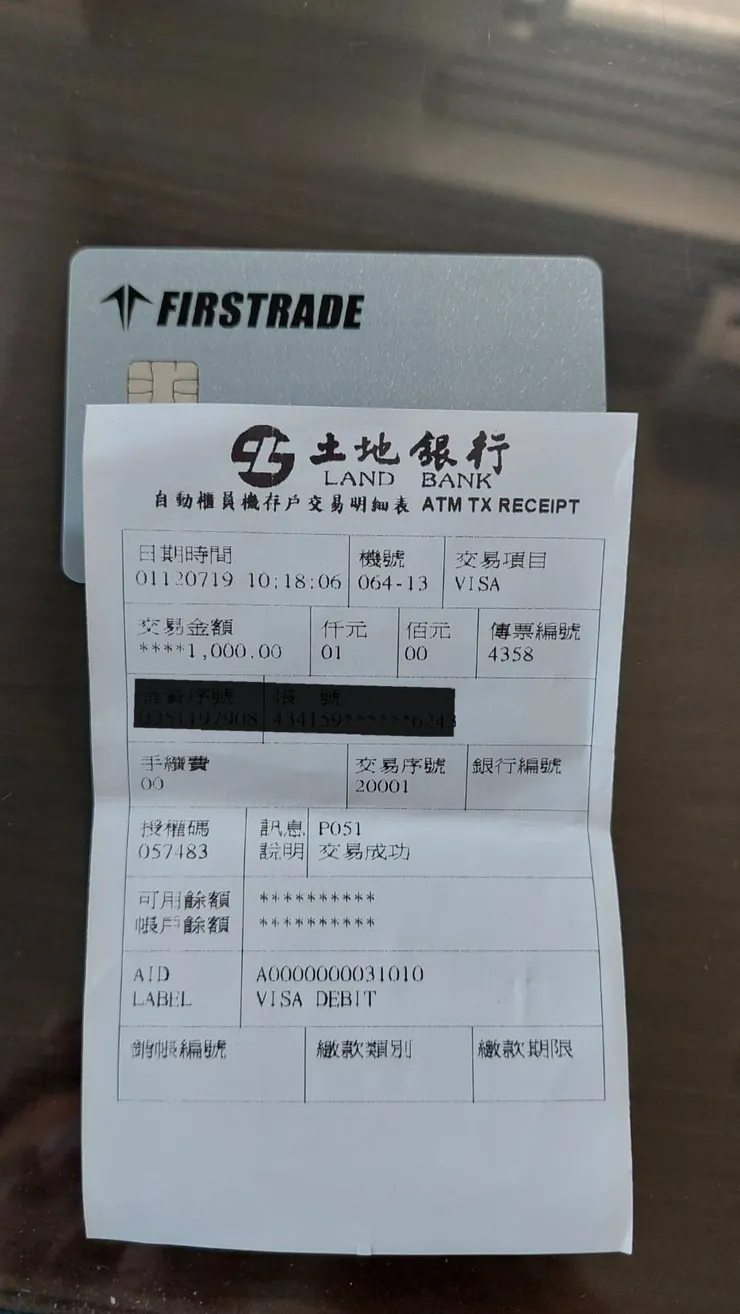 FIRSTRADE
土地銀行
LAND BANK
自動櫃員機存戶交易明細表 ATM TX RECEIPT
日期時間 機號 交易項目
01120719 10:18:06 064-13 VISA
交易金額 仟元 佰元 傳票編號
****1,000.00 01 00 4358
手續費 交易序號 銀行編號
00 20001
授權碼 訊息 P051
057483 說明 交易成功
可用餘額 **********
帳戶餘額 **********
AID A0000000031010
LABEL VISA DEBIT
銷帳編號 繳款類別 繳款期限